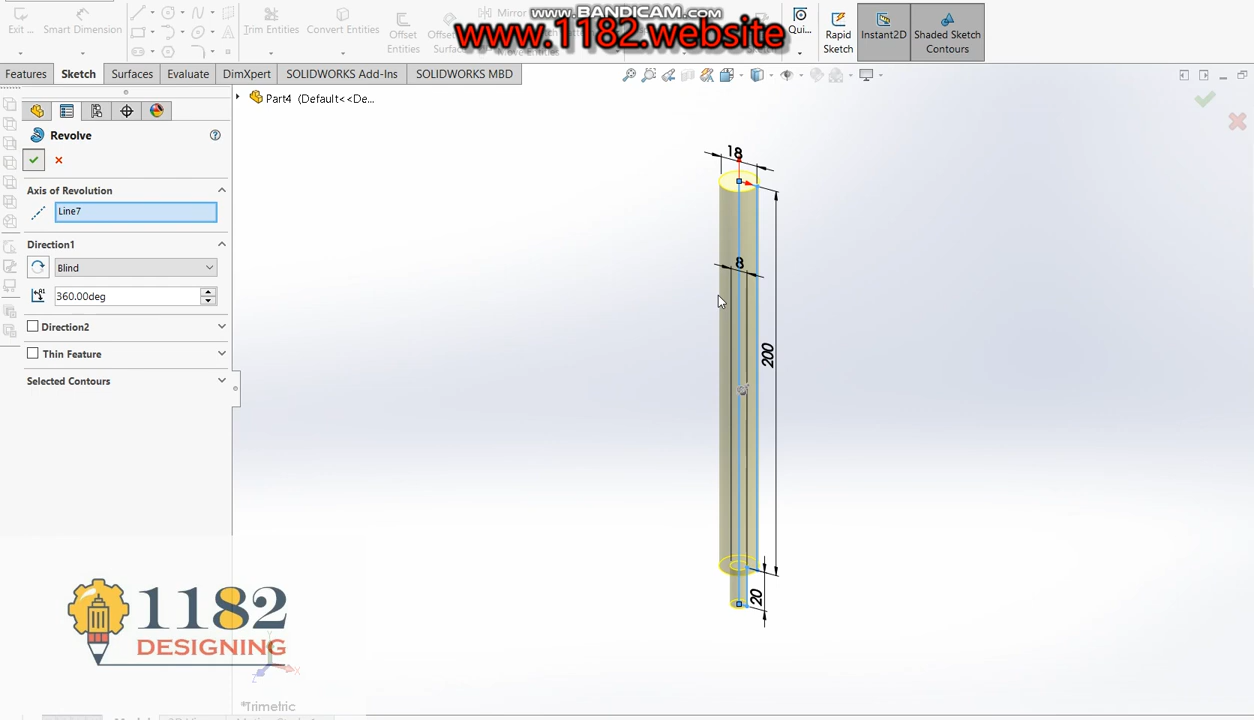 www.BANDICAM.com
www.1182.website
Exit ...
Smart Dimension
Trim Entities
Convert Entities
Offset
Entities
Mirror
Qui...
Rapid
Sketch
Instant2D
Shaded Sketch
Contours
Features
Sketch
Surfaces
Evaluate
DimXpert
SOLIDWORKS Add-Ins
SOLIDWORKS MBD
Part4 (Default<<De...
Revolve
Axis of Revolution
Line7
Direction1
Blind
360.00deg
Direction2
Thin Feature
Selected Contours
18
8
200
20
1182
DESIGNING
*Trimetric